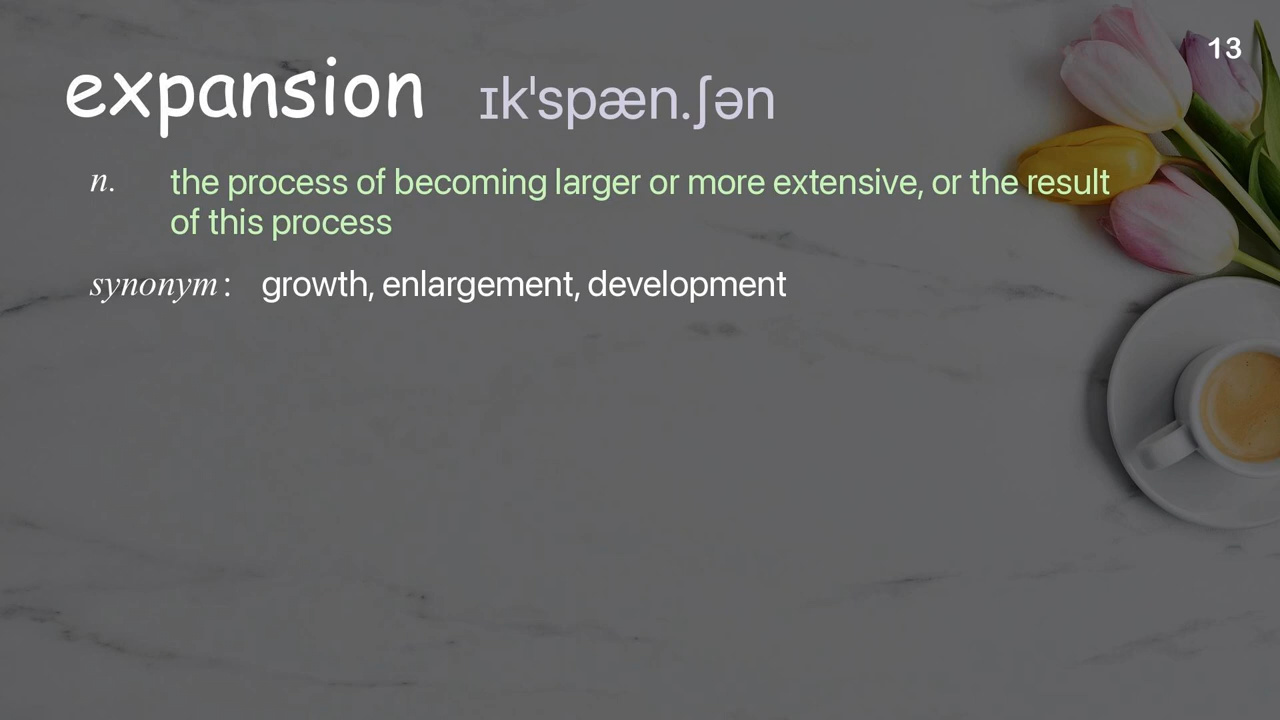 13
expansion ɪkˈspæn.ʃən
n. the process of becoming larger or more extensive, or the result
of this process
synonym : growth, enlargement, development